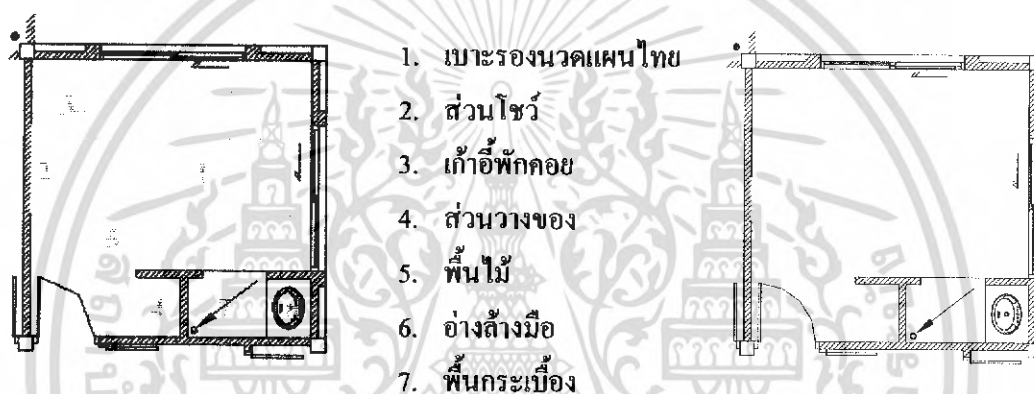 1. เบาะรองนวดแผนไทย
2. ส่วนโชว์
3. เก้าอี้พักคอย
4. ส่วนวางของ
5. พื้นไม้
6. อ่างล้างมือ
7. พื้นกระเบื้อง